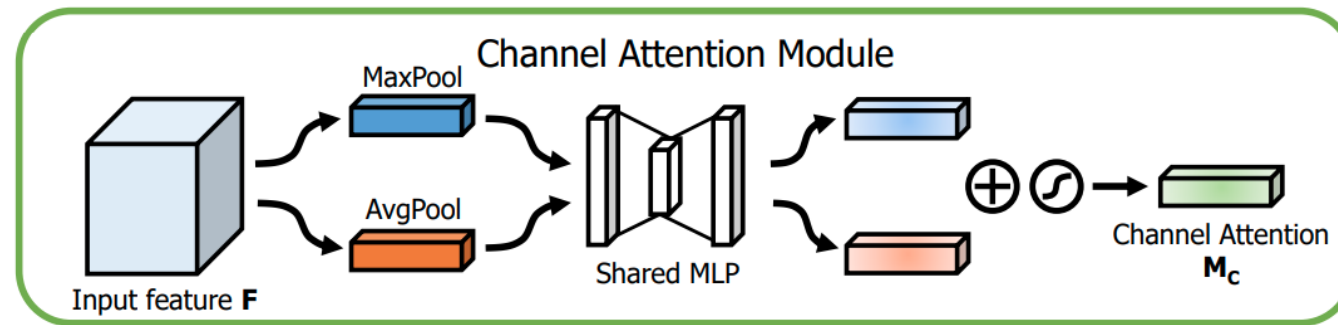 Channel Attention Module
MaxPool
AvgPool
Input feature F
Shared MLP
Channel Attention
Mc